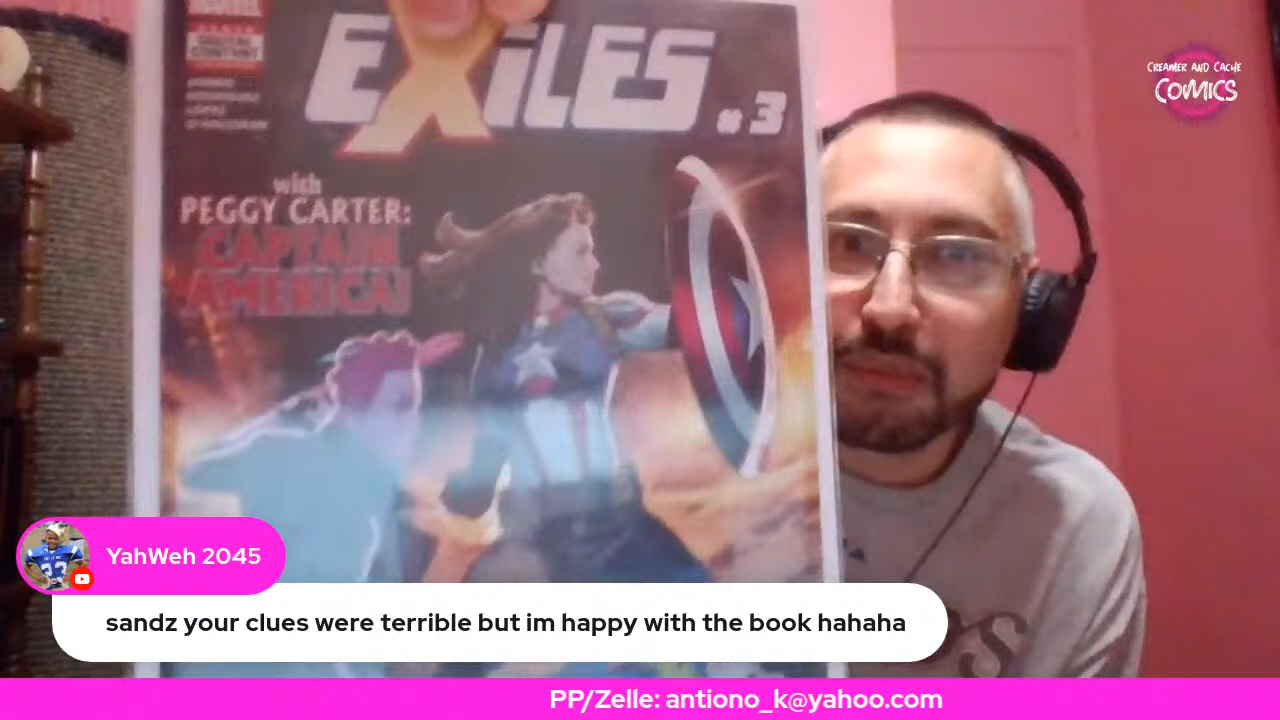 CREAMER AND CACHE
COMICS
EXiLES
#3
with
PEGGY CARTER:
CAPTAIN
AMERICA!
YahWeh 2045
sandz your clues were terrible but im happy with the book hahaha
PP/Zelle: antiono_k@yahoo.com